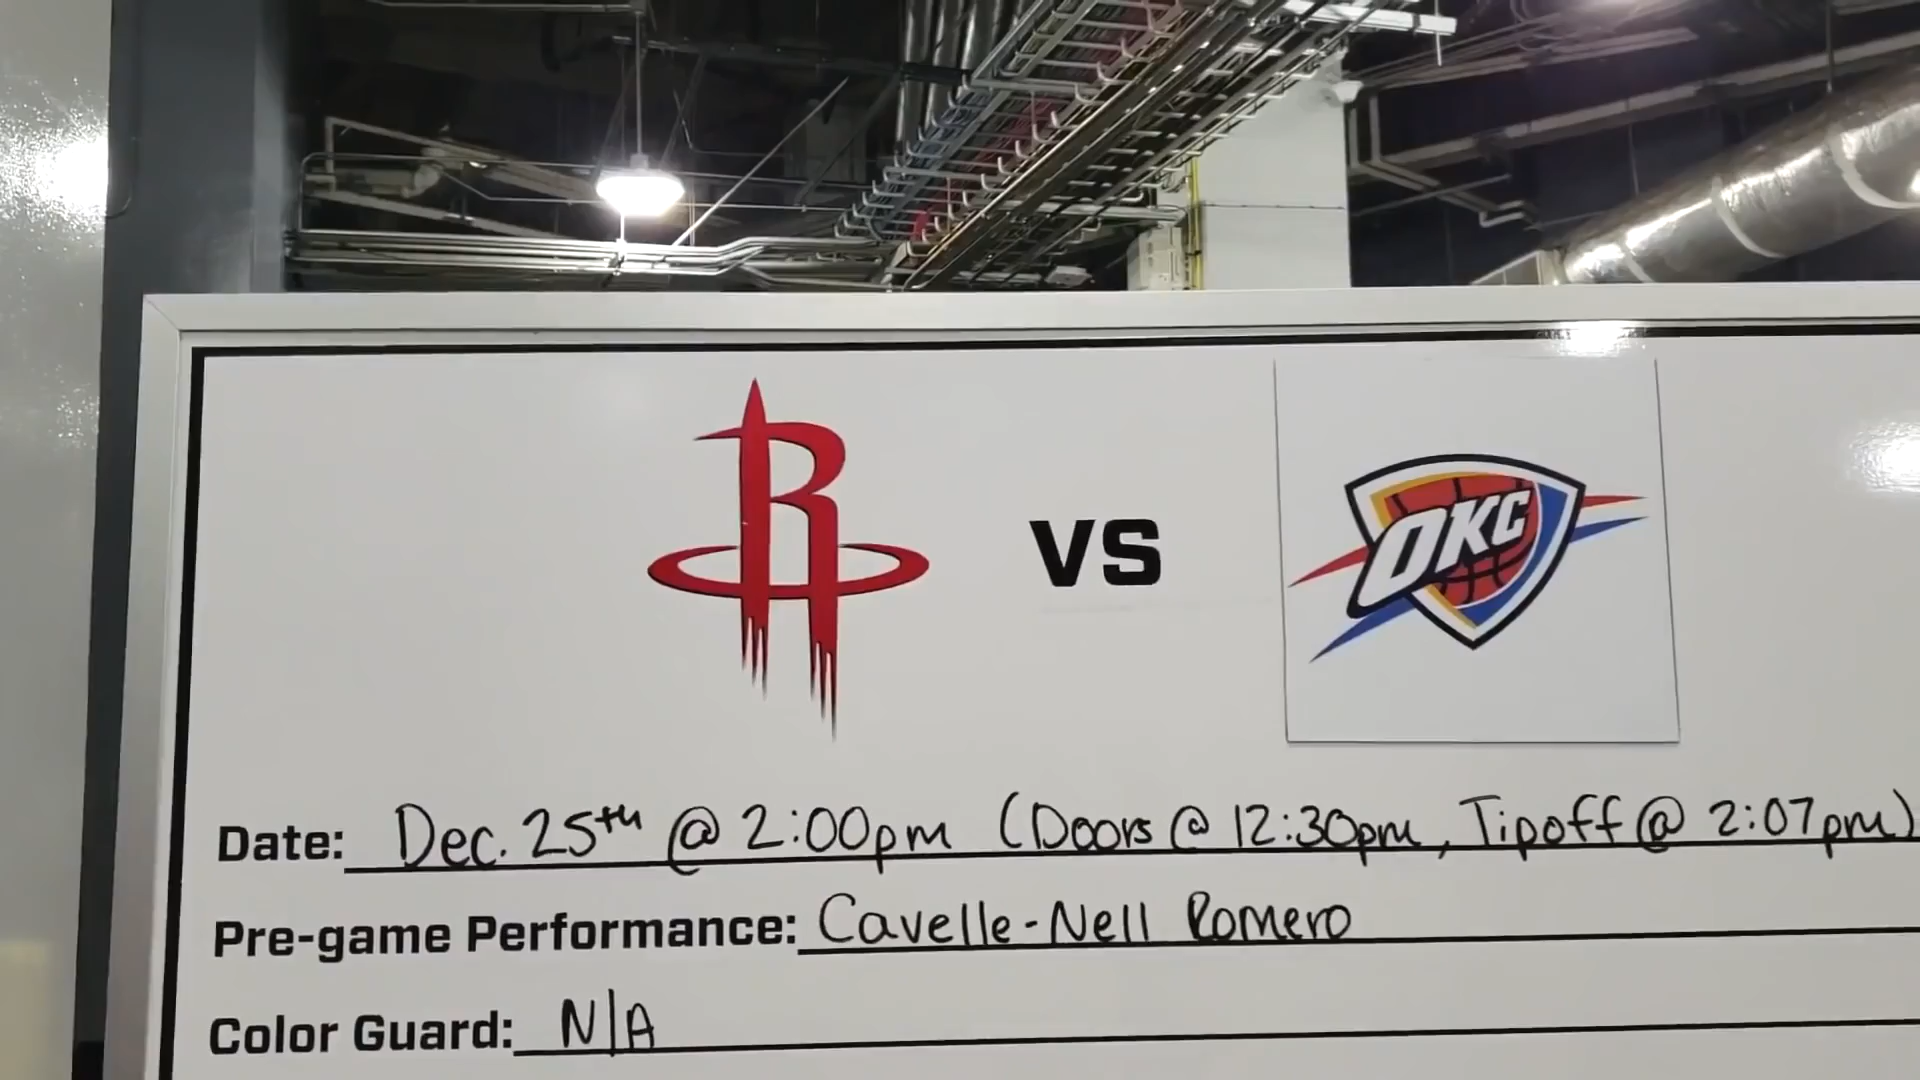 R VS OKC
Date: Dec. 25th @ 2:00pm (Doors @ 12:30pm, Tipoff @ 2:07pm)
Pre-game Performance: Cavelle-Nell Romero
Color Guard: N/A